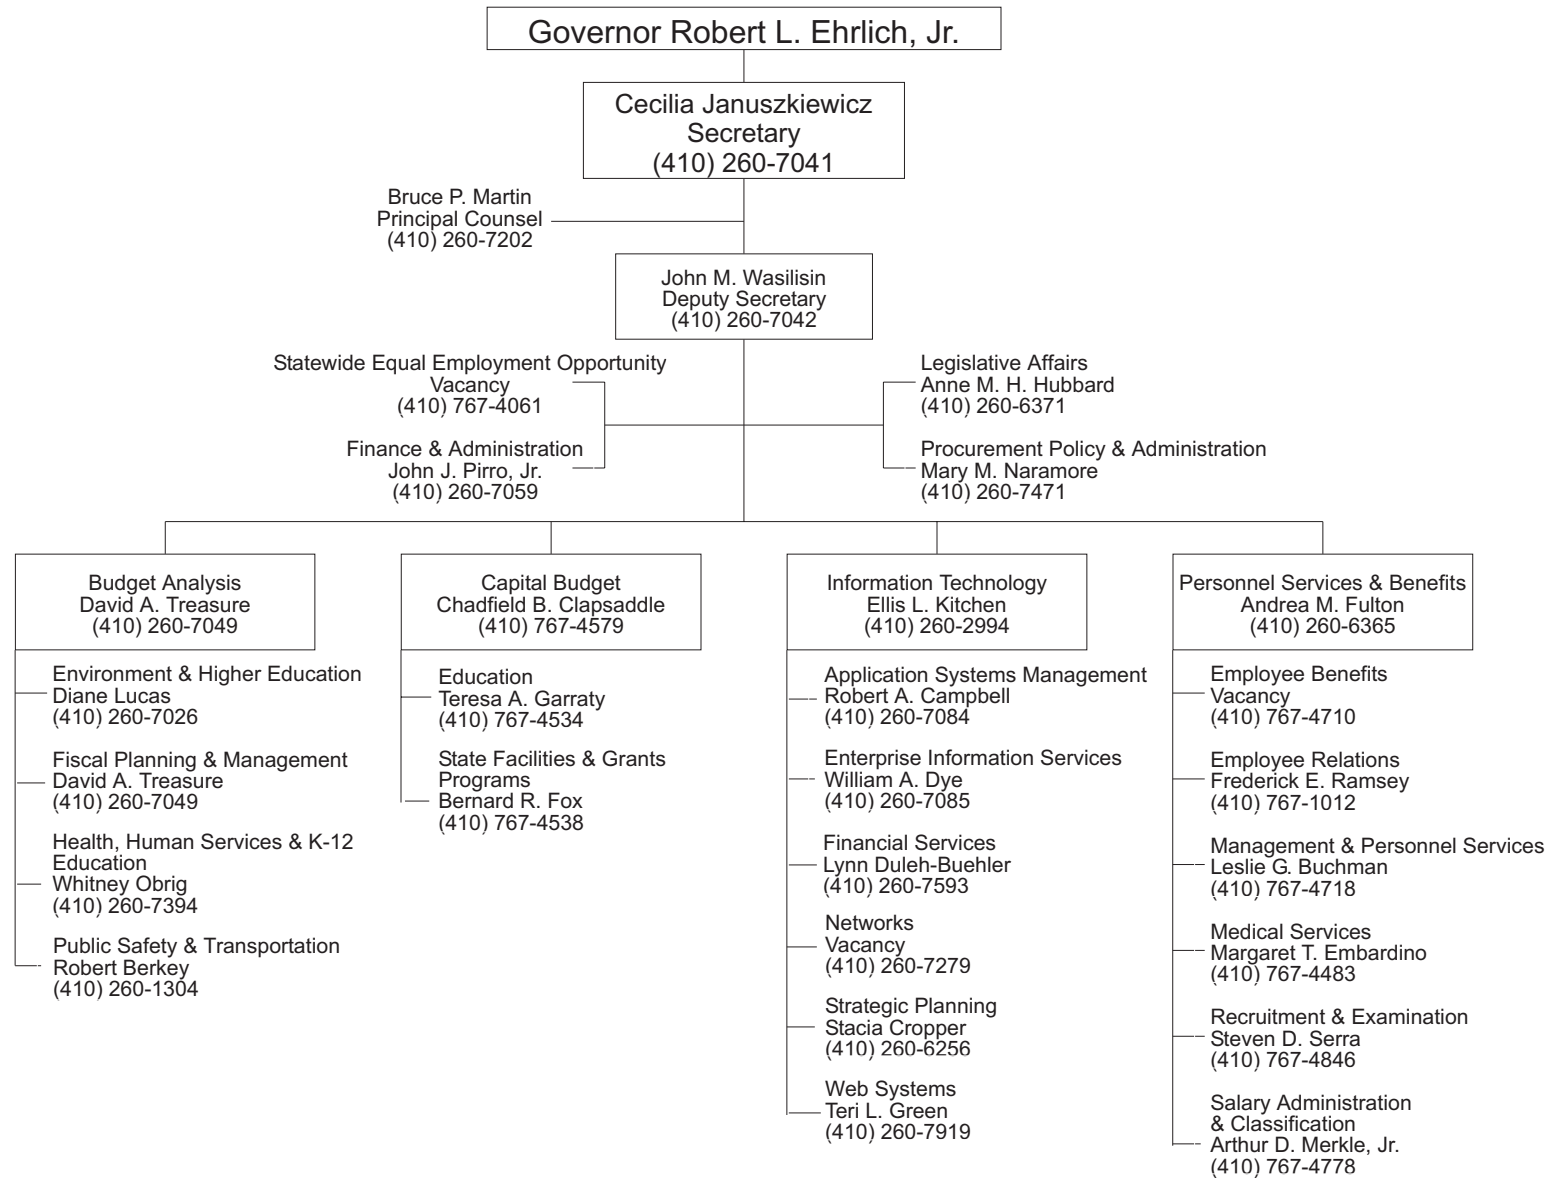 Governor Robert L. Ehrlich, Jr.
Cecilia Januszkiewicz
Secretary
(410) 260-7041
Bruce P. Martin
Principal Counsel
(410) 260-7202
John M. Wasilisin
Deputy Secretary
(410) 260-7042
Statewide Equal Employment Opportunity
Vacancy
(410) 767-4061
Finance & Administration
John J. Pirro, Jr.
(410) 260-7059
Legislative Affairs
Anne M. H. Hubbard
(410) 260-6371
Procurement Policy & Administration
Mary M. Naramore
(410) 260-7471
Budget Analysis
David A. Treasure
(410) 260-7049
Environment & Higher Education
Diane Lucas
(410) 260-7026
Fiscal Planning & Management
David A. Treasure
(410) 260-7049
Health, Human Services & K-12
Education
Whitney Obrig
(410) 260-7394
Public Safety & Transportation
Robert Berkey
(410) 260-1304
Capital Budget
Chadfield B. Clapsaddle
(410) 767-4579
Education
Teresa A. Garraty
(410) 767-4534
State Facilities & Grants
Programs
Bernard R. Fox
(410) 767-4538
Information Technology
Ellis L. Kitchen
(410) 260-2994
Application Systems Management
Robert A. Campbell
(410) 260-7084
Enterprise Information Services
William A. Dye
(410) 260-7085
Financial Services
Lynn Duleh-Buehler
(410) 260-7593
Networks
Vacancy
(410) 260-7279
Strategic Planning
Stacia Cropper
(410) 260-6256
Web Systems
Teri L. Green
(410) 260-7919
Personnel Services & Benefits
Andrea M. Fulton
(410) 260-6365
Employee Benefits
Vacancy
(410) 767-4710
Employee Relations
Frederick E. Ramsey
(410) 767-1012
Management & Personnel Services
Leslie G. Buchman
(410) 767-4718
Medical Services
Margaret T. Embardino
(410) 767-4483
Recruitment & Examination
Steven D. Serra
(410) 767-4846
Salary Administration
& Classification
Arthur D. Merkle, Jr.
(410) 767-4778